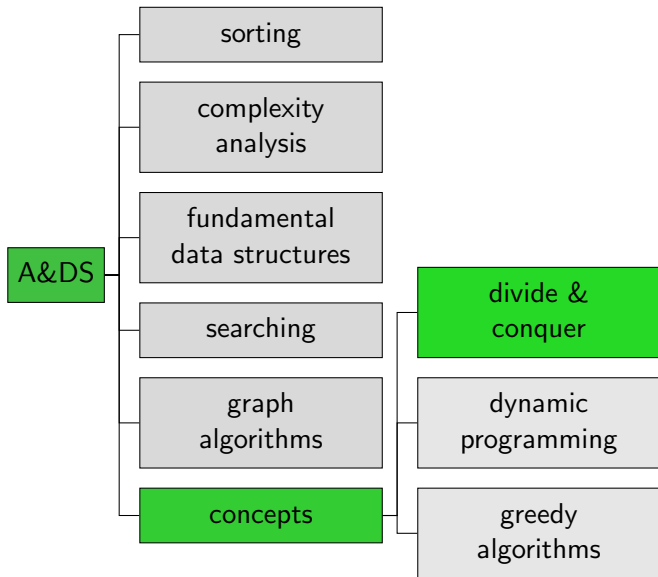 A&DS
sorting
complexity
analysis
fundamental
data structures
searching
graph
algorithms
concepts
divide &
conquer
dynamic
programming
greedy
algorithms